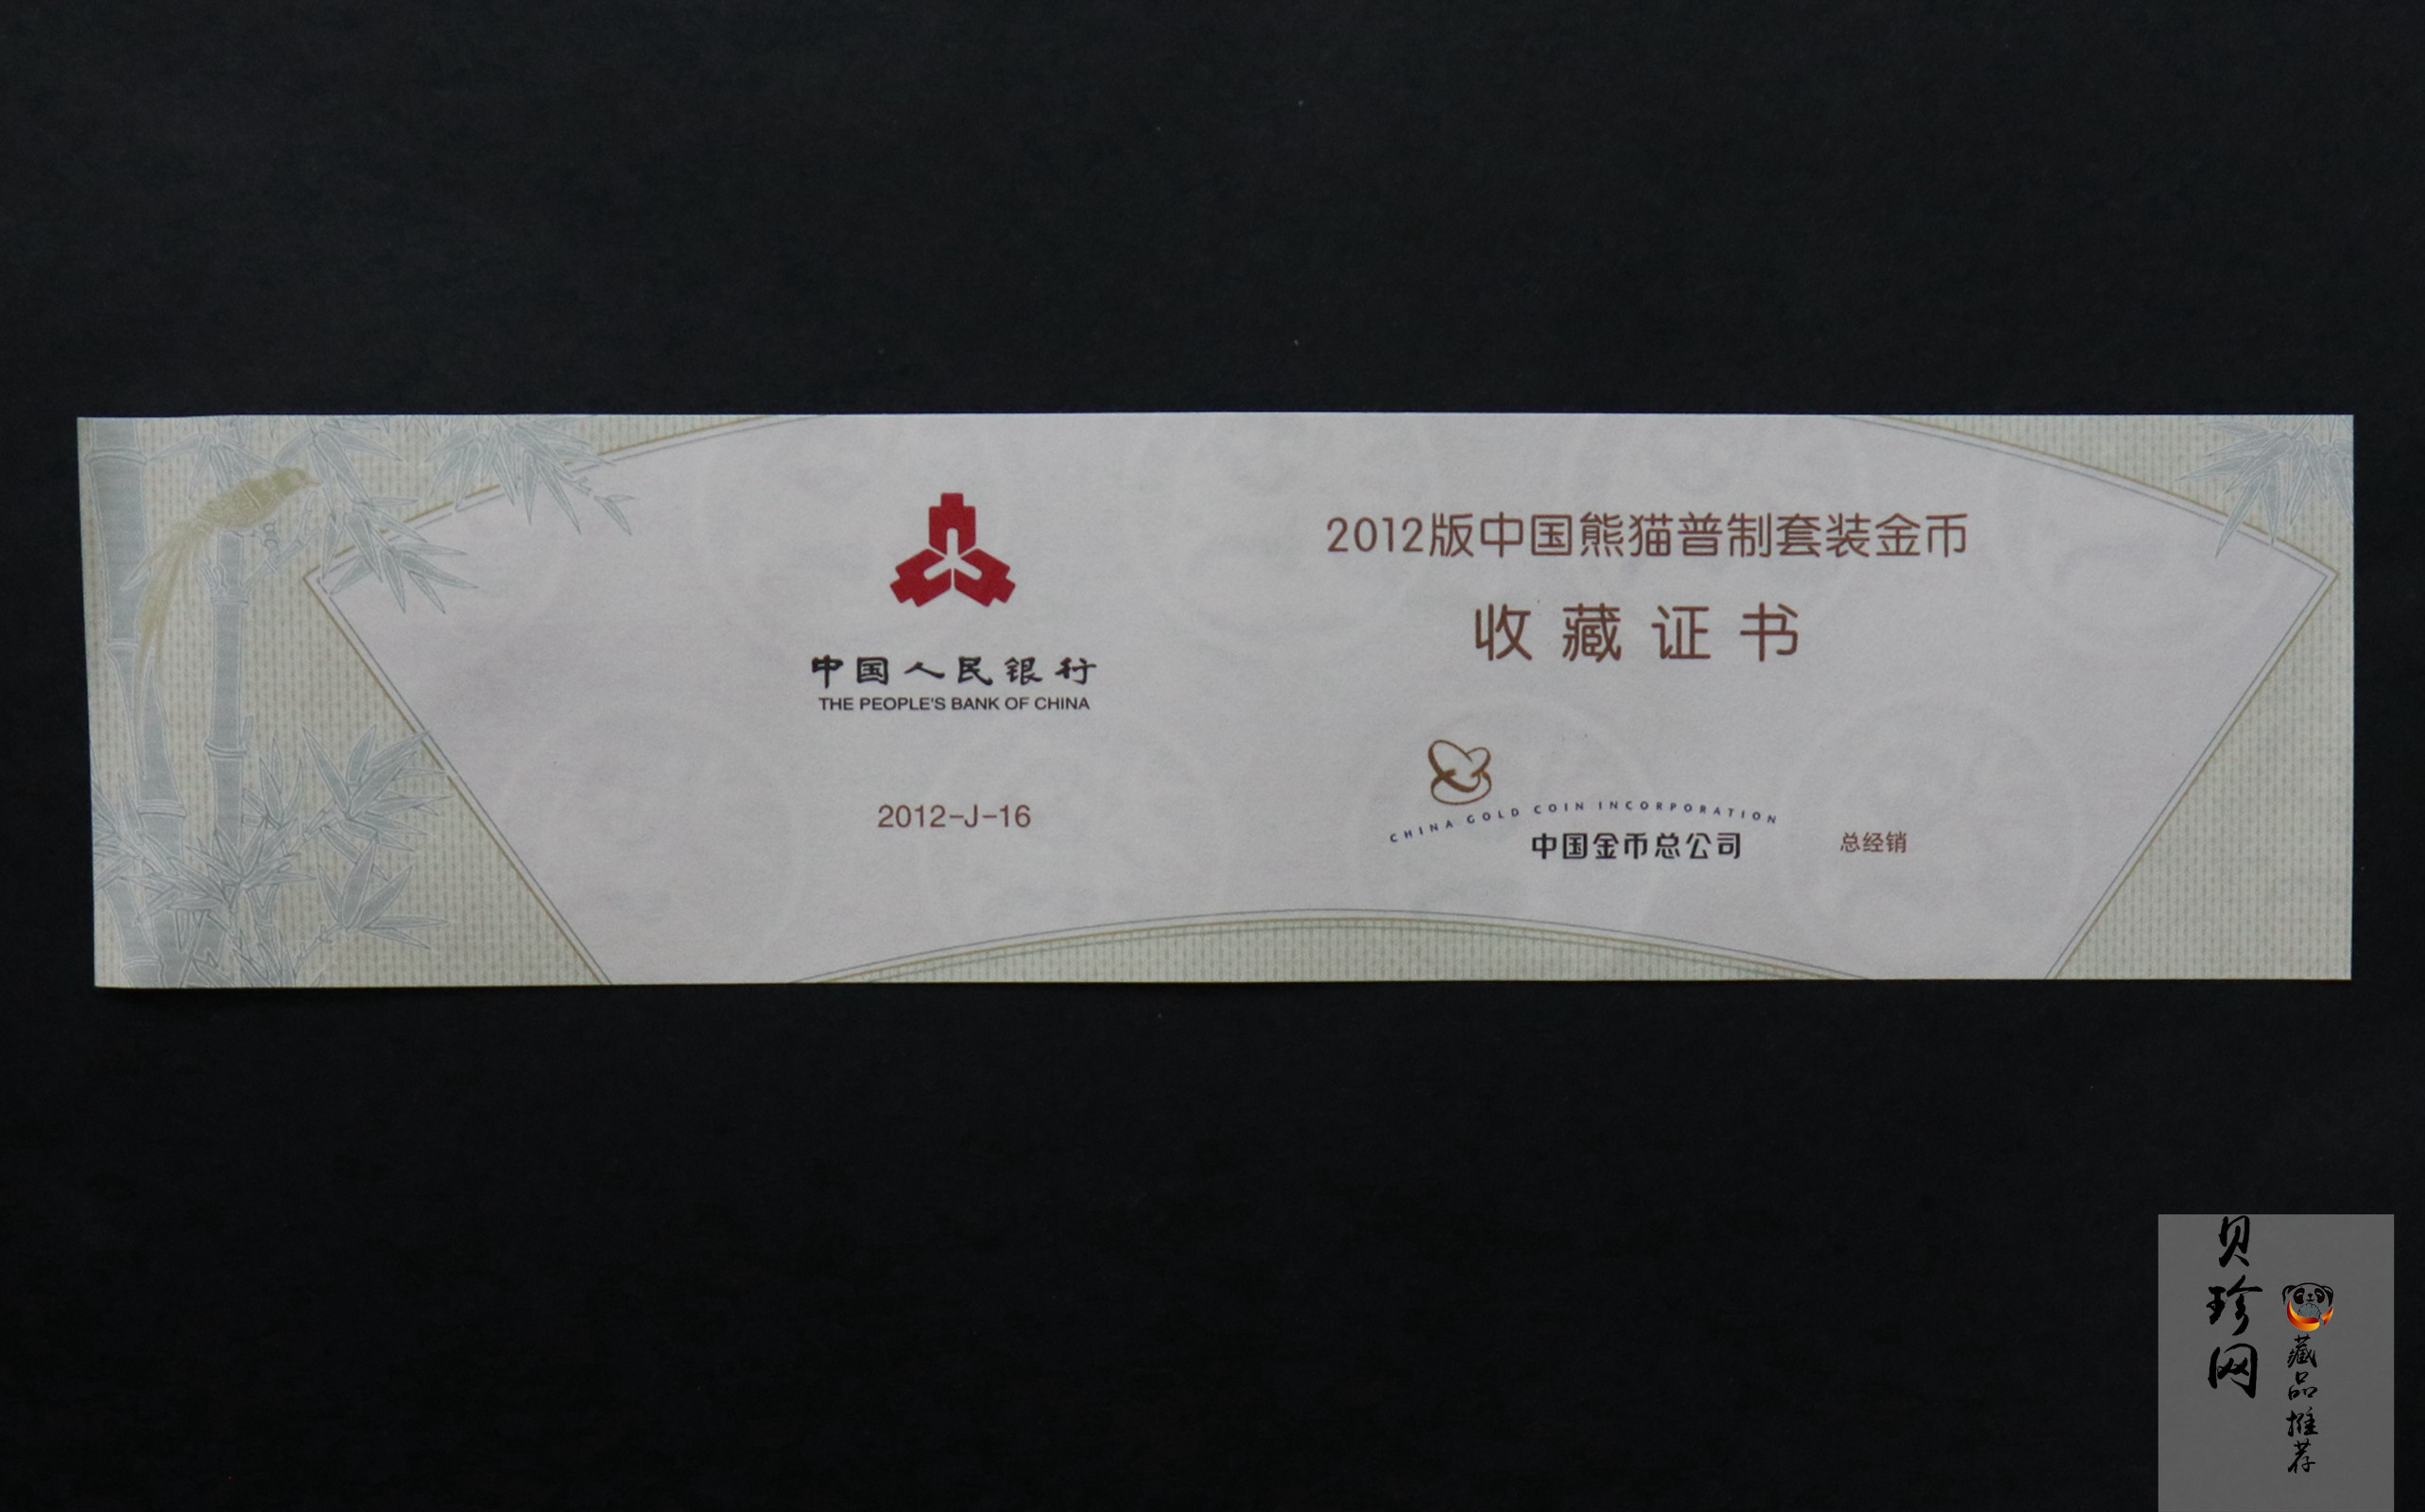 中国人民银行
THE PEOPLE'S BANK OF CHINA
2012-J-16
2012版中国熊猫普制套装金币
收藏证书
CHINA GOLD COIN INCORPORATION
中国金币总公司
总经销
贝珍网
藏品推荐